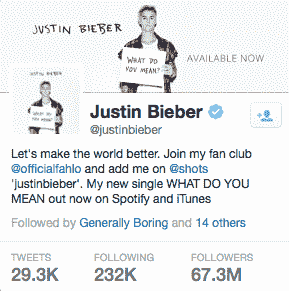 JUSTIN BIEBER
WHAT DO
YOU
MEAN?
AVAILABLE NOW
Justin Bieber
@justinbieber
Let's make the world better. Join my fan club
@officialfahlo and add me on @shots
'justinbieber'. My new single WHAT DO YOU
MEAN out now on Spotify and iTunes
Followed by Generally Boring and 14 others
TWEETS FOLLOWING FOLLOWERS
29.3K 232K 67.3M